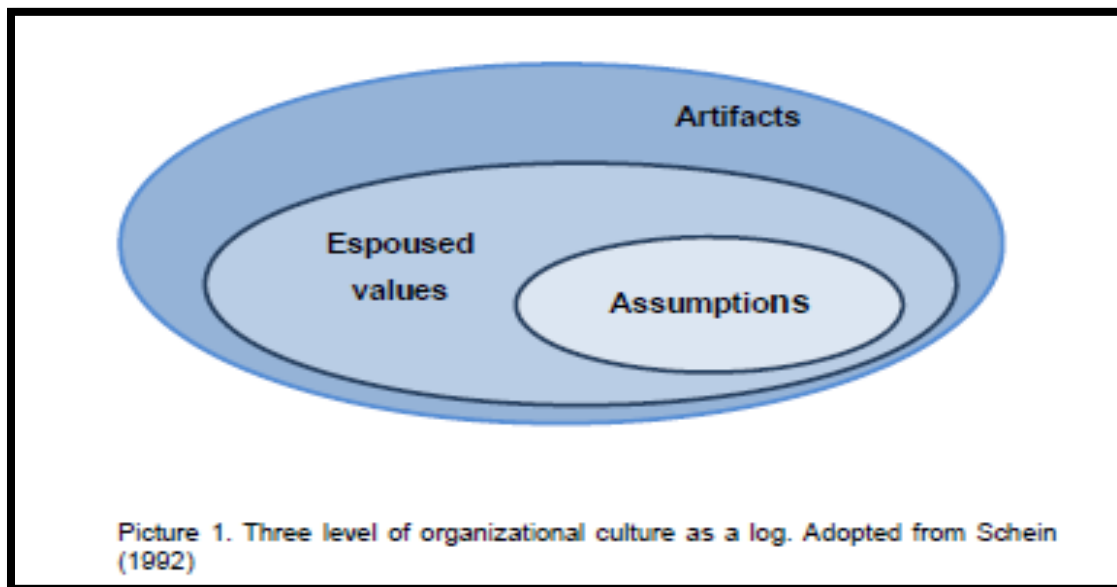 Artifacts
Espoused
values
Assumptions
Picture 1. Three level of organizational culture as a log. Adopted from Schein
(1992)